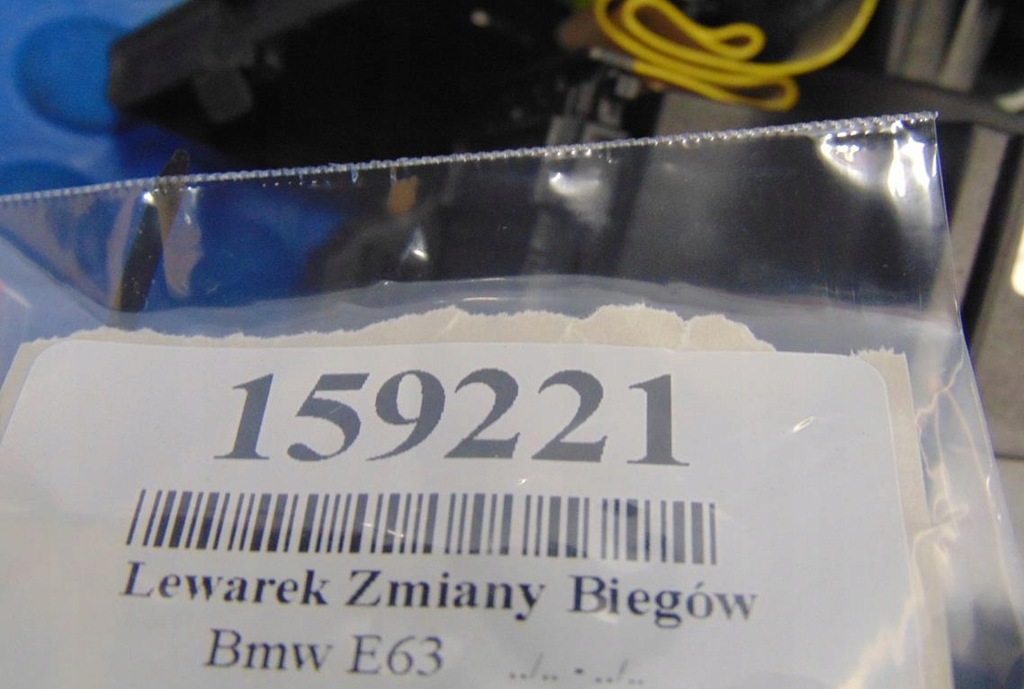 159221
Lewarek Zmiany Biegów
Bmw E63 ../.. - ../..